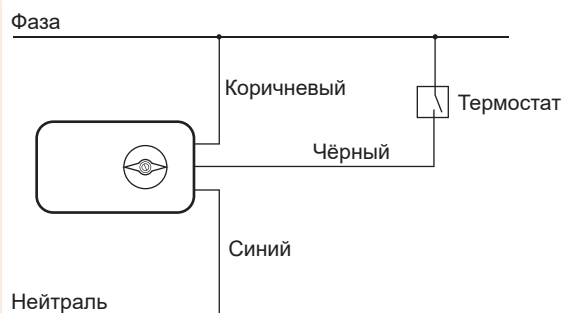 Фаза
Коричневый
Термостат
Чёрный
Синий
Нейтраль